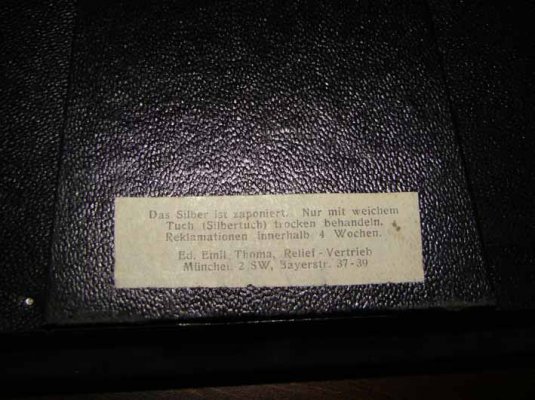 Das Silber ist zaponiert. Nur mit weichem
Tuch (Silbertuch) trocken behandeln.
Reklamationen innerhalb 4 Wochen.
Ed. Emil Thoma, Relief-Vertrieb
München 2 SW, Bayerstr. 37-39